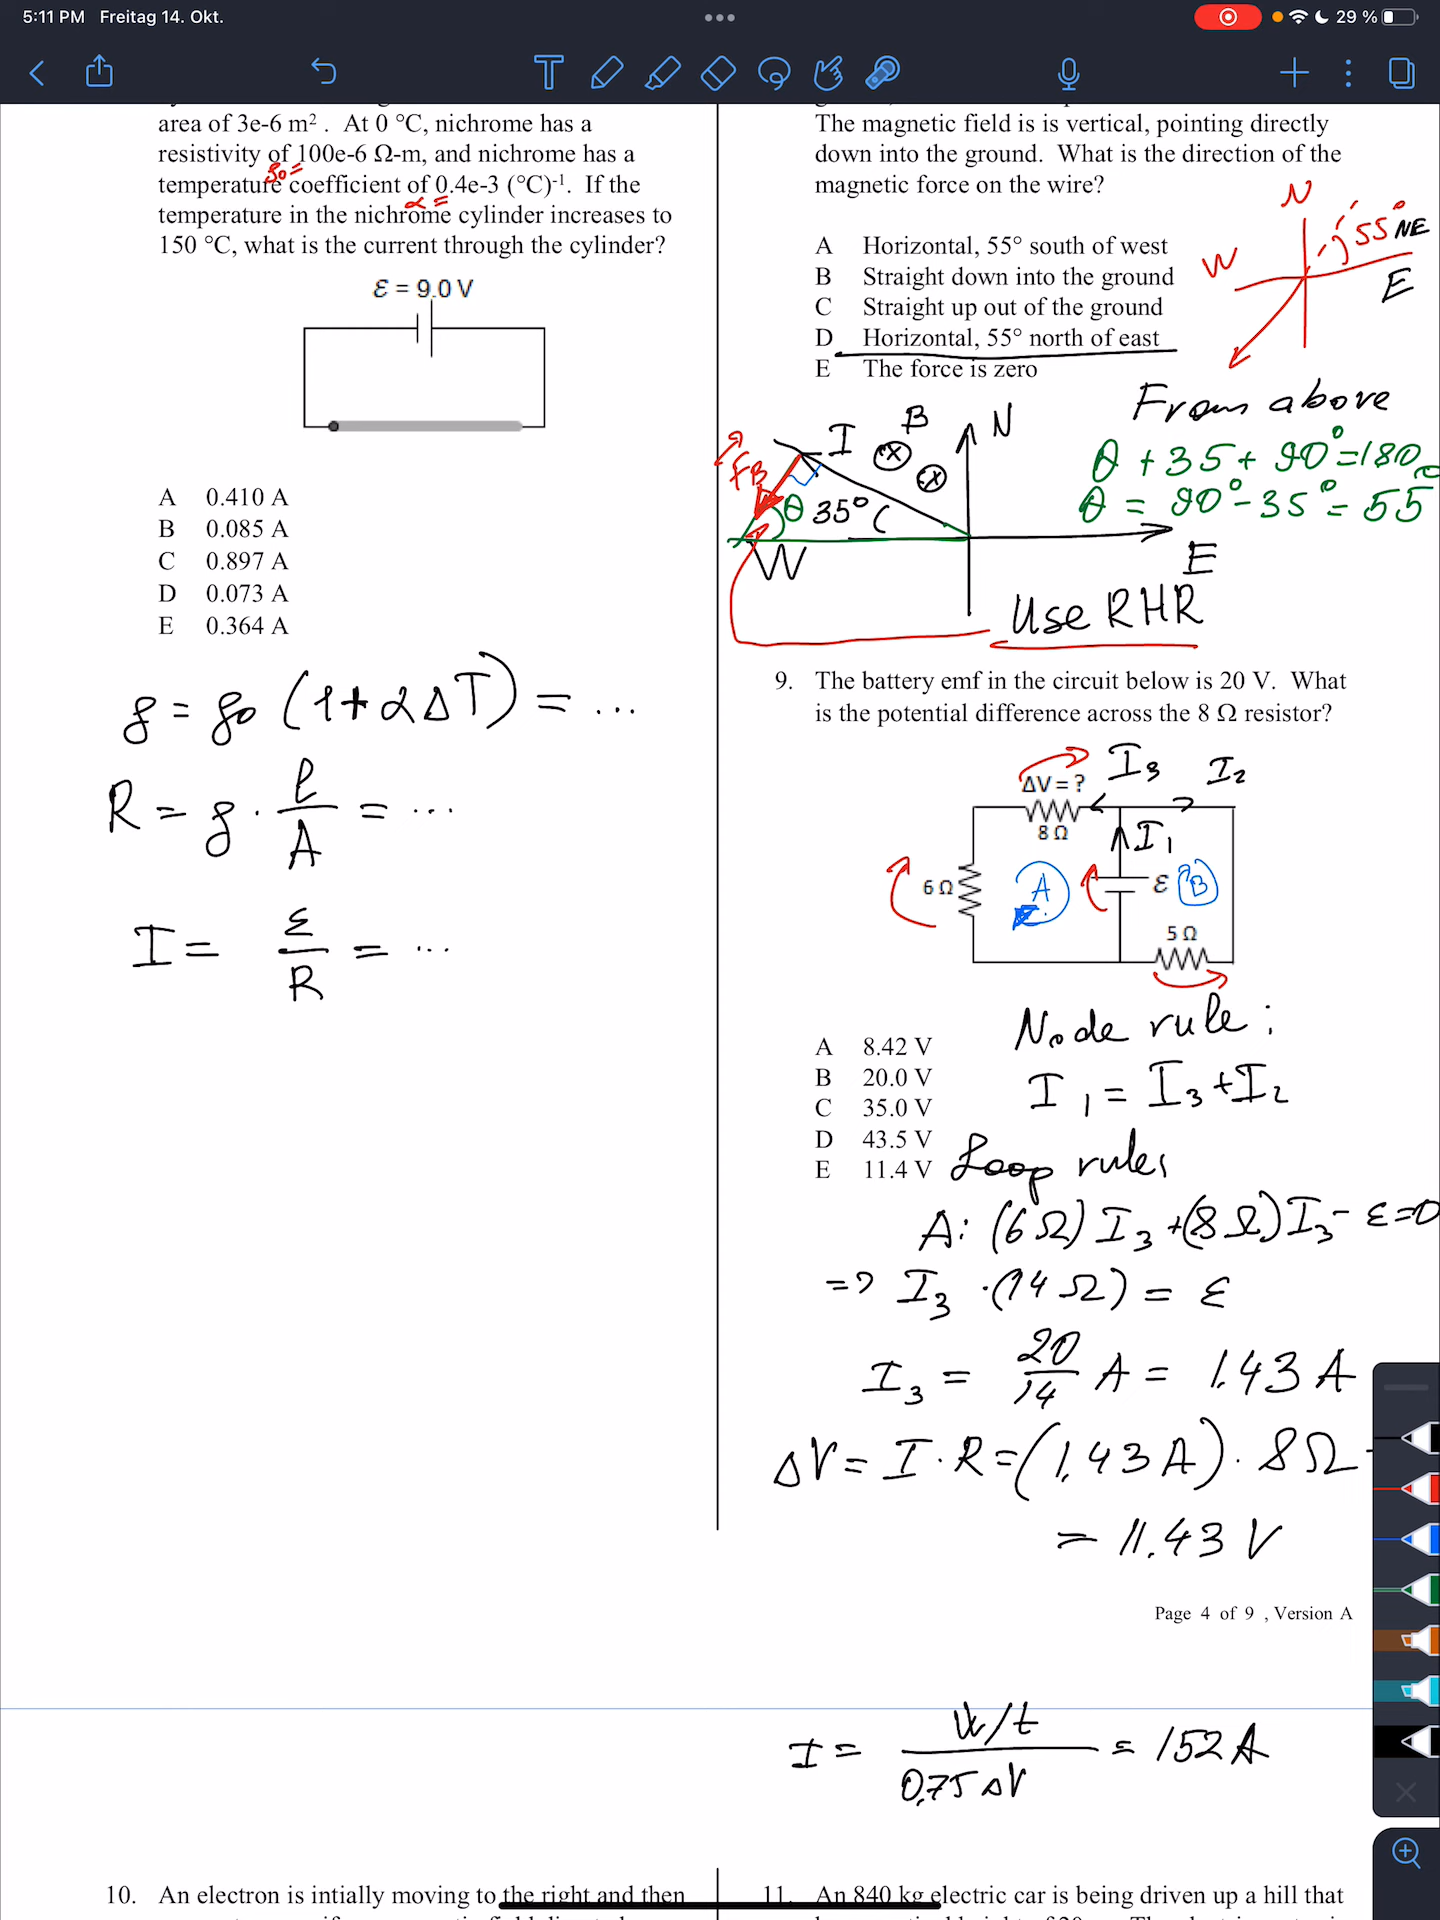 5:11 PM Freitag 14. Okt.
29 %
area of 3e-6 m². At 0 °C, nichrome has a
resistivity of 100e-6 Ω-m, and nichrome has a
temperature coefficient of 0.4e-3 (°C)⁻¹. If the
temperature in the nichrome cylinder increases to
150 °C, what is the current through the cylinder?
ρ₀ =
α =
ℰ = 9.0 V
A 0.410 A
B 0.085 A
C 0.897 A
D 0.073 A
E 0.364 A
ρ = ρ₀ (1 + α ΔT) = ...
R = ρ · ℓ/A = ...
I = ε/R = ...
The magnetic field is is vertical, pointing directly
down into the ground. What is the direction of the
magnetic force on the wire?
A Horizontal, 55° south of west
B Straight down into the ground
C Straight up out of the ground
D Horizontal, 55° north of east
E The force is zero
N
55° NE
W
E
From above
I
B
N
FB
θ
35°
W
E
θ + 35 + 90° = 180
θ = 90° - 35° = 55
Use RHR
9. The battery emf in the circuit below is 20 V. What
is the potential difference across the 8 Ω resistor?
I₃
I₂
ΔV = ?
8 Ω
I₁
6 Ω
A
ℰ
B
5 Ω
Node rule:
I₁ = I₃ + I₂
A 8.42 V
B 20.0 V
C 35.0 V
D 43.5 V
E 11.4 V
Loop rules
A: (6 Ω) I₃ + (8 Ω) I₃ - ε = 0
=> I₃ · (14 Ω) = ε
I₃ = 20/14 A = 1.43 A
ΔV = I · R = (1,43 A) · 8 Ω
= 11.43 V
Page 4 of 9 , Version A
I = W/t / 0,75 ΔV = 152 A
10. An electron is intially moving to the right and then
11. An 840 kg electric car is being driven up a hill that